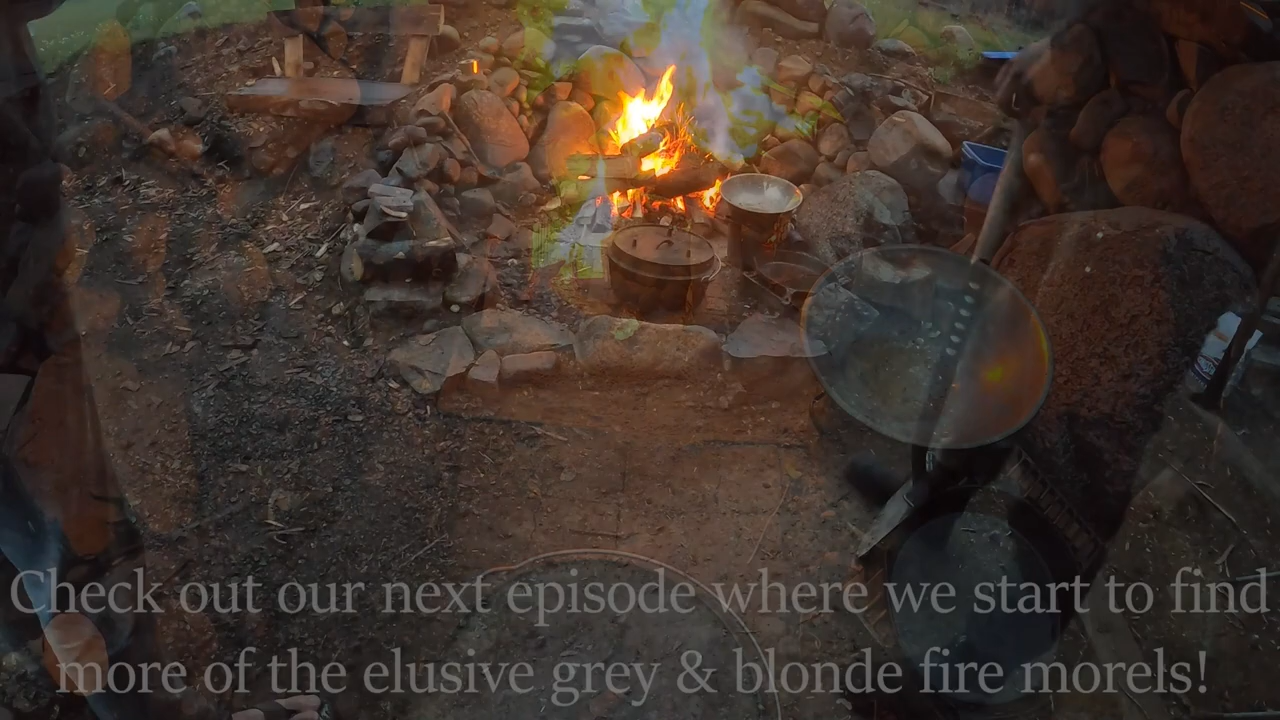 Check out our next episode where we start to find
more of the elusive grey & blonde fire morels!